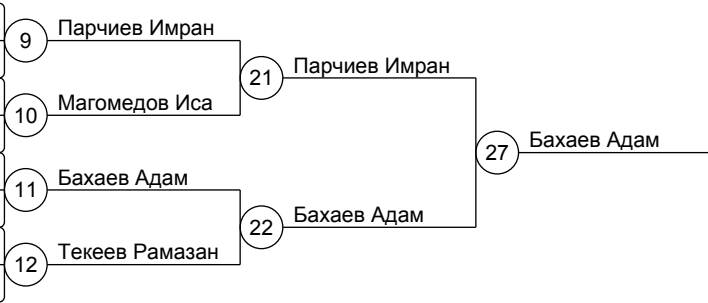 9 Парчиев Имран
21 Парчиев Имран
10 Магомедов Иса
27 Бахаев Адам
11 Бахаев Адам
22 Бахаев Адам
12 Текеев Рамазан